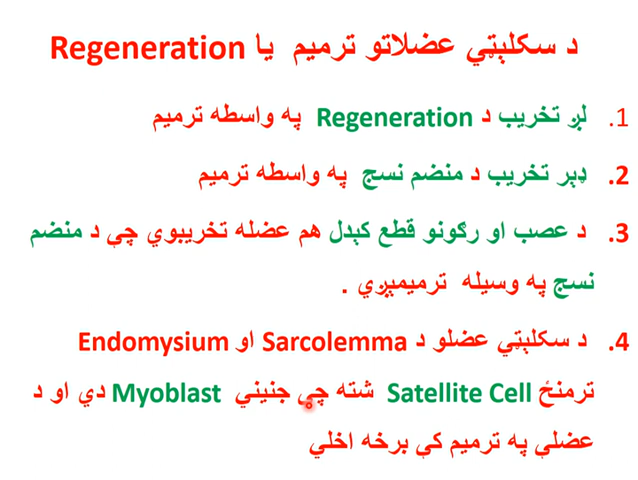 د سکلېټي عضلاتو ترمیم یا Regeneration
1. لږ تخریب د Regeneration په واسطه ترمیم
2. ډېر تخریب د منضم نسج په واسطه ترمیم
3. د عصب او رګونو قطع کېدل هم عضله تخریبوي چې د منضم
نسج په وسیله ترمیمیږي .
4. د سکلېټي عضلو د Sarcolemma او Endomysium
ترمنځ Satellite Cell شته چې جنیني Myoblast دي او د
عضلې په ترمیم کې برخه اخلي